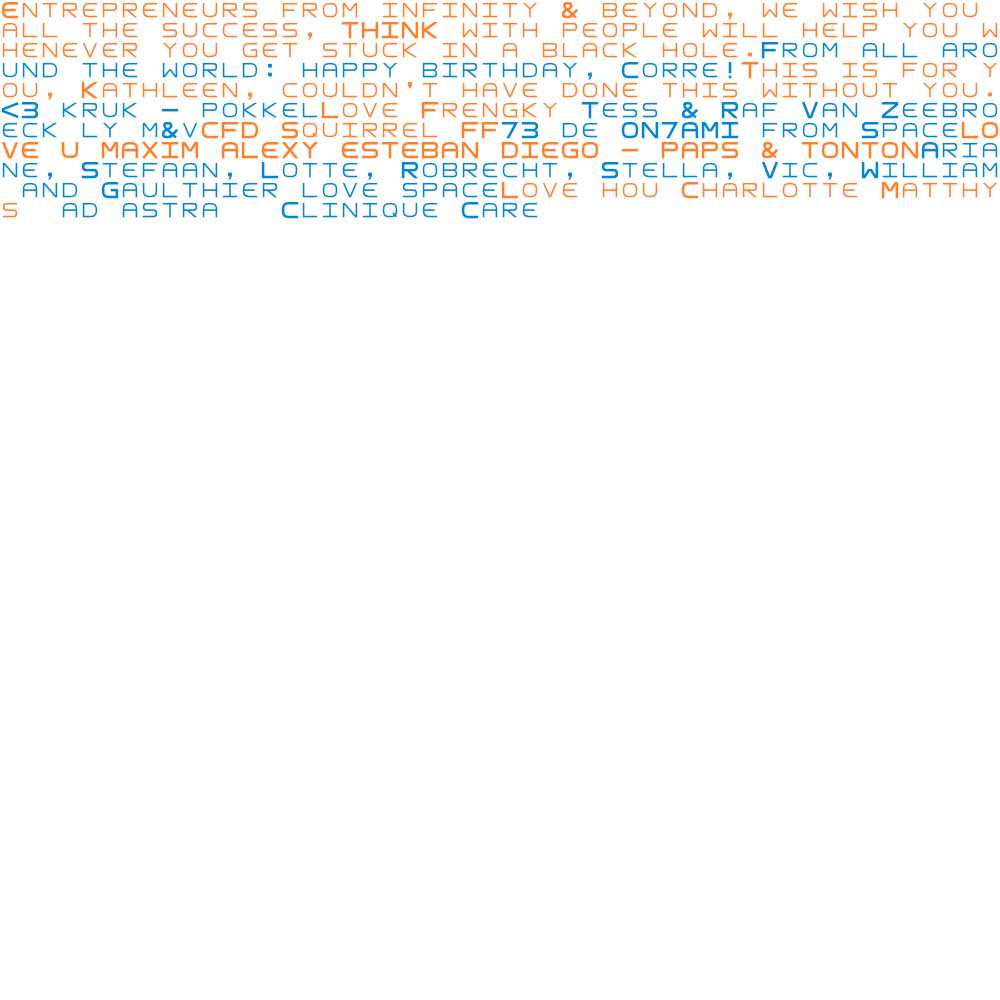 ENTREPRENEURS FROM INFINITY & BEYOND, WE WISH YOU
ALL THE SUCCESS, THINK WITH PEOPLE WILL HELP YOU W
HENEVER YOU GET STUCK IN A BLACK HOLE.FROM ALL ARO
UND THE WORLD: HAPPY BIRTHDAY, CORRE!THIS IS FOR Y
OU, KATHLEEN, COULDN'T HAVE DONE THIS WITHOUT YOU.
<3 KRUK – POKKELLOVE FRENGKY TESS & RAF VAN ZEEBRO
ECK LY M&VCFD SQUIRREL FF73 DE ON7AMI FROM SPACELO
VE U MAXIM ALEXY ESTEBAN DIEGO – PAPS & TONTONARIA
NE, STEFAAN, LOTTE, ROBRECHT, STELLA, VIC, WILLIAM
AND GAULTHIER LOVE SPACELOVE HOU CHARLOTTE MATTHY
S  AD ASTRA   CLINIQUE CARE